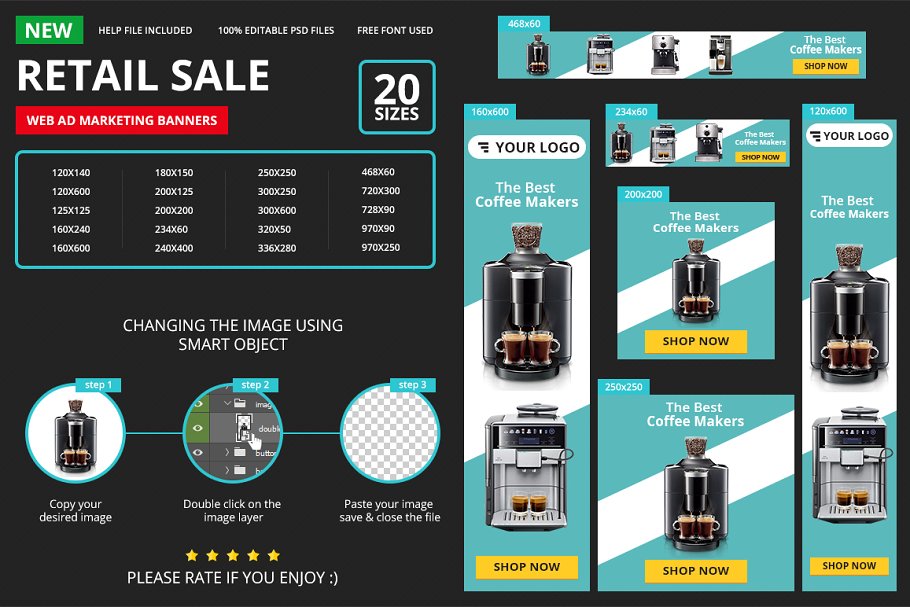 NEW
HELP FILE INCLUDED
100% EDITABLE PSD FILES
FREE FONT USED
RETAIL SALE
WEB AD MARKETING BANNERS
20
SIZES
120X140 180X150 250X250 468X60
120X600 200X125 300X250 720X300
125X125 200X200 300X600 728X90
160X240 234X60 320X50 970X90
160X600 240X400 336X280 970X250
CHANGING THE IMAGE USING
SMART OBJECT
step 1
step 2
step 3
imag
double
button
Copy your
desired image
Double click on the
image layer
Paste your image
save & close the file
PLEASE RATE IF YOU ENJOY :)
468x60
The Best
Coffee Makers
SHOP NOW
160x600
YOUR LOGO
The Best
Coffee Makers
SHOP NOW
234x60
The Best
Coffee Makers
SHOP NOW
200x200
The Best
Coffee Makers
SHOP NOW
250x250
The Best
Coffee Makers
SHOP NOW
120x600
YOUR LOGO
The Best
Coffee Makers
SHOP NOW